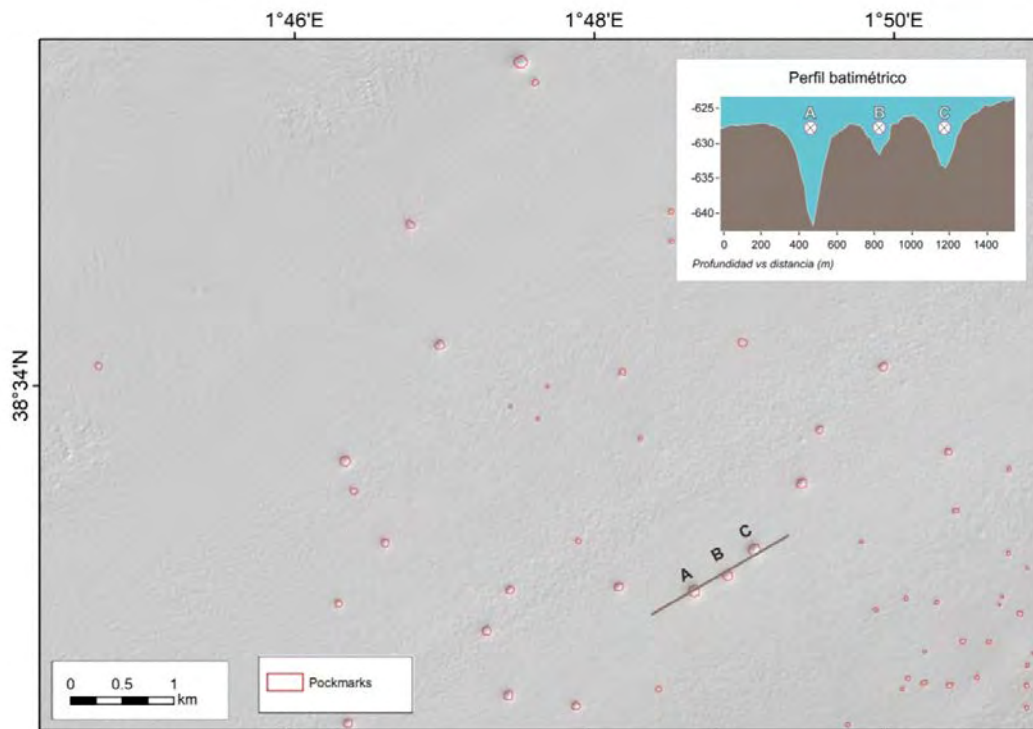 1°46'E
1°48'E
1°50'E
38°34'N
Perfil batimétrico
-625
-630
-635
-640
A
B
C
0 200 400 600 800 1000 1200 1400
Profundidad vs distancia (m)
A
B
C
0 0.5 1
km
Pockmarks